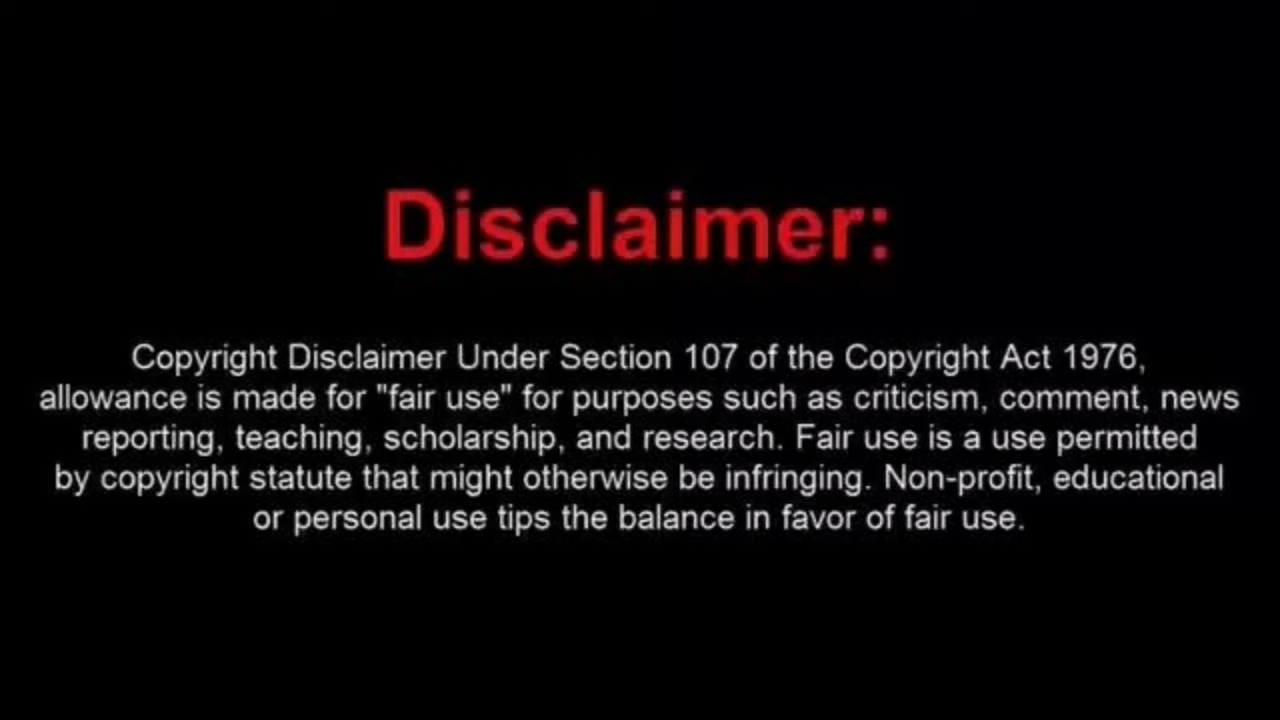 Disclaimer:
Copyright Disclaimer Under Section 107 of the Copyright Act 1976,
allowance is made for "fair use" for purposes such as criticism, comment, news
reporting, teaching, scholarship, and research. Fair use is a use permitted
by copyright statute that might otherwise be infringing. Non-profit, educational
or personal use tips the balance in favor of fair use.